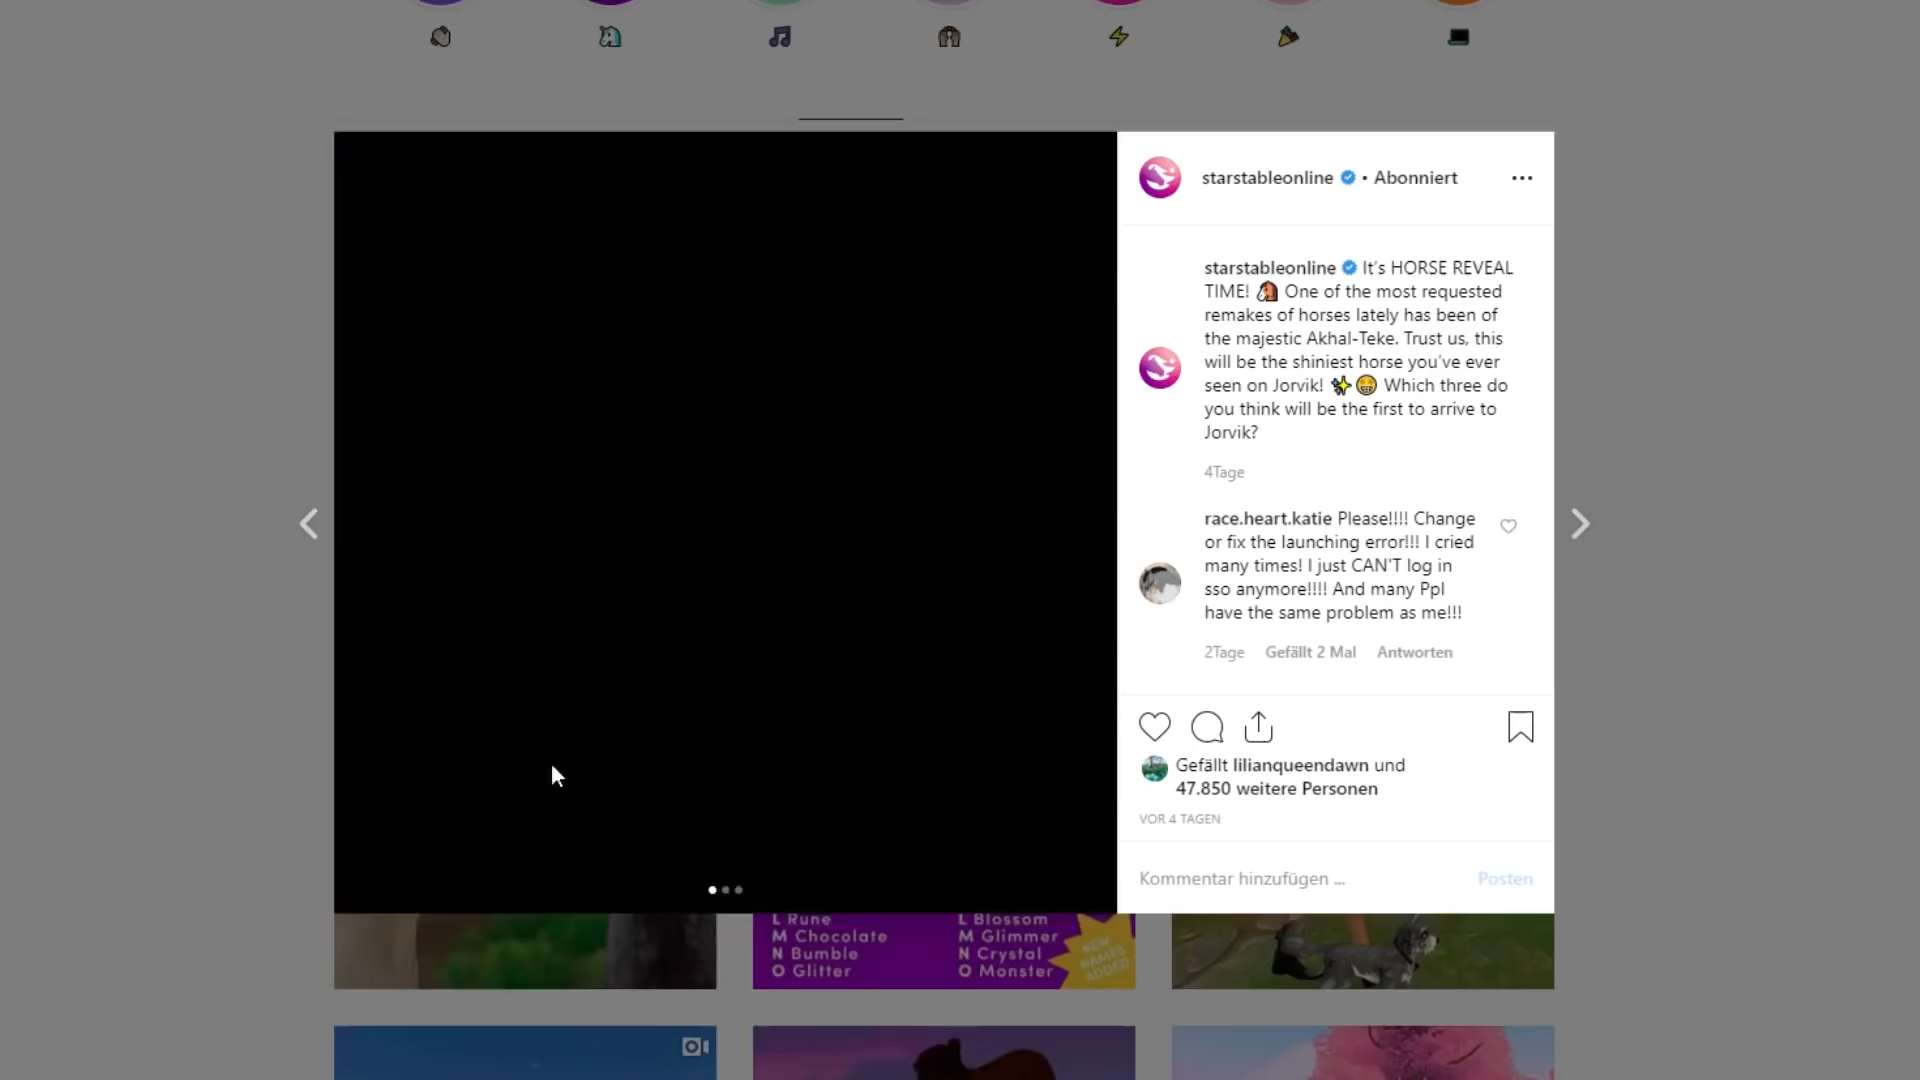 starstableonline • Abonniert
starstableonline It's HORSE REVEAL
TIME! One of the most requested
remakes of horses lately has been of
the majestic Akhal-Teke. Trust us, this
will be the shiniest horse you've ever
seen on Jorvik! Which three do
you think will be the first to arrive to
Jorvik?
4Tage
race.heart.katie Please!!!! Change
or fix the launching error!!! I cried
many times! I just CAN'T log in
sso anymore!!!! And many Ppl
have the same problem as me!!!
2Tage Gefällt 2 Mal Antworten
Gefällt lilianqueendawn und
47.850 weitere Personen
VOR 4 TAGEN
Kommentar hinzufügen ... Posten
L Rune
M Chocolate
N Bumble
O Glitter
L Blossom
M Glimmer
N Crystal
O Monster
NEW
NAMES
ADDED